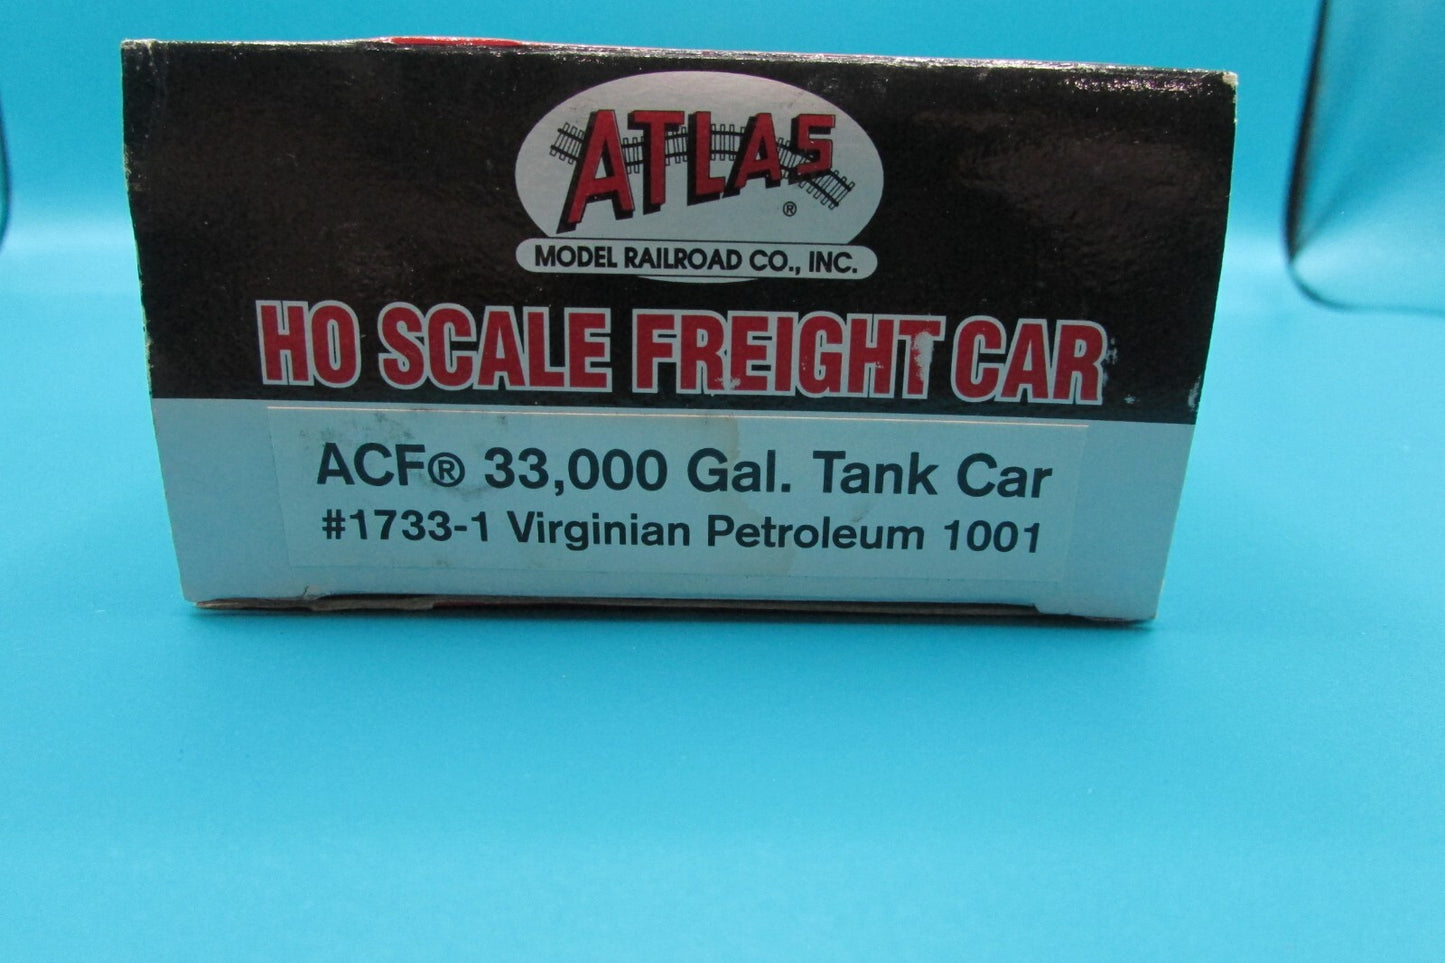 ATLAS ®
MODEL RAILROAD CO., INC.
HO SCALE FREIGHT CAR
ACF® 33,000 Gal. Tank Car
#1733-1 Virginian Petroleum 1001